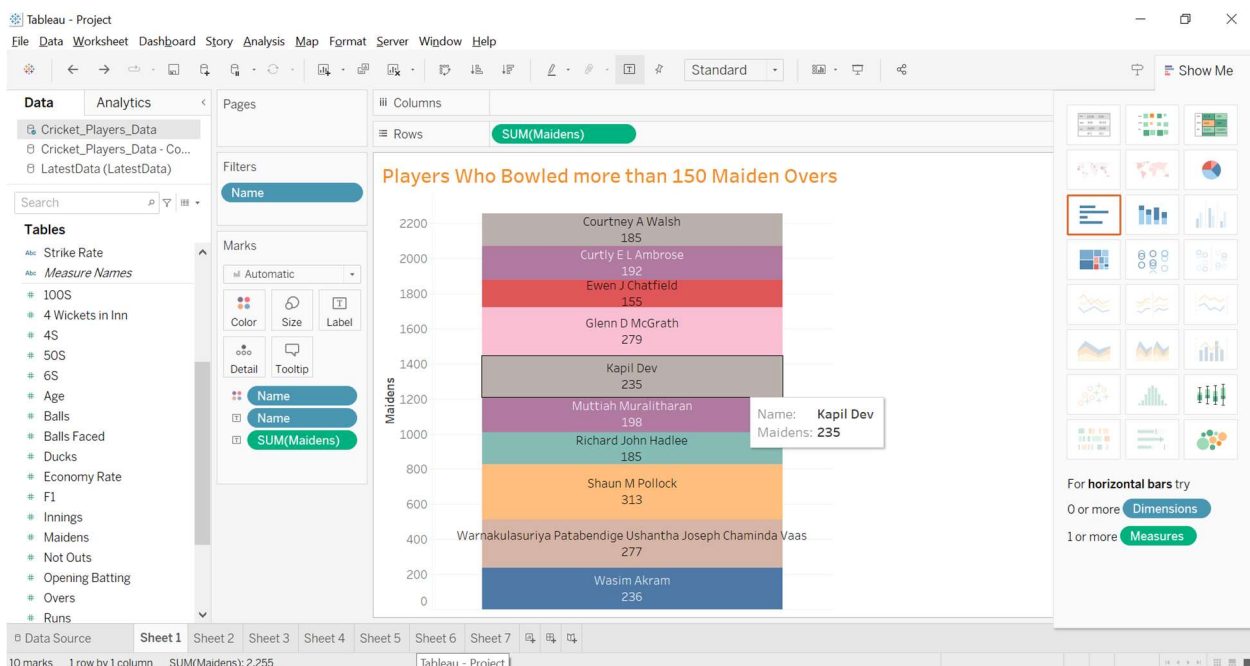 Tableau - Project
File Data Worksheet Dashboard Story Analysis Map Format Server Window Help
Standard
Show Me
Data Analytics
Cricket_Players_Data
Cricket_Players_Data - Co...
LatestData (LatestData)
Search
Tables
Abc Strike Rate
Abc Measure Names
# 100S
# 4 Wickets in Inn
# 4S
# 50S
# 6S
# Age
# Balls
# Balls Faced
# Ducks
# Economy Rate
# F1
# Innings
# Maidens
# Not Outs
# Opening Batting
# Overs
# Runs
Pages
Filters
Name
Marks
Automatic
Color Size Label
Detail Tooltip
Name
Name
SUM(Maidens)
Columns
Rows SUM(Maidens)
Players Who Bowled more than 150 Maiden Overs
Maidens
2200
2000
1800
1600
1400
1200
1000
800
600
400
200
0
Courtney A Walsh
185
Curtly E L Ambrose
192
Ewen J Chatfield
155
Glenn D McGrath
279
Kapil Dev
235
Muttiah Muralitharan
198
Richard John Hadlee
185
Shaun M Pollock
313
Warnakulasuriya Patabendige Ushantha Joseph Chaminda Vaas
277
Wasim Akram
236
Name: Kapil Dev
Maidens: 235
For horizontal bars try
0 or more Dimensions
1 or more Measures
Data Source Sheet 1 Sheet 2 Sheet 3 Sheet 4 Sheet 5 Sheet 6 Sheet 7
10 marks 1 row by 1 column SUM(Maidens): 2,255
Tableau - Project